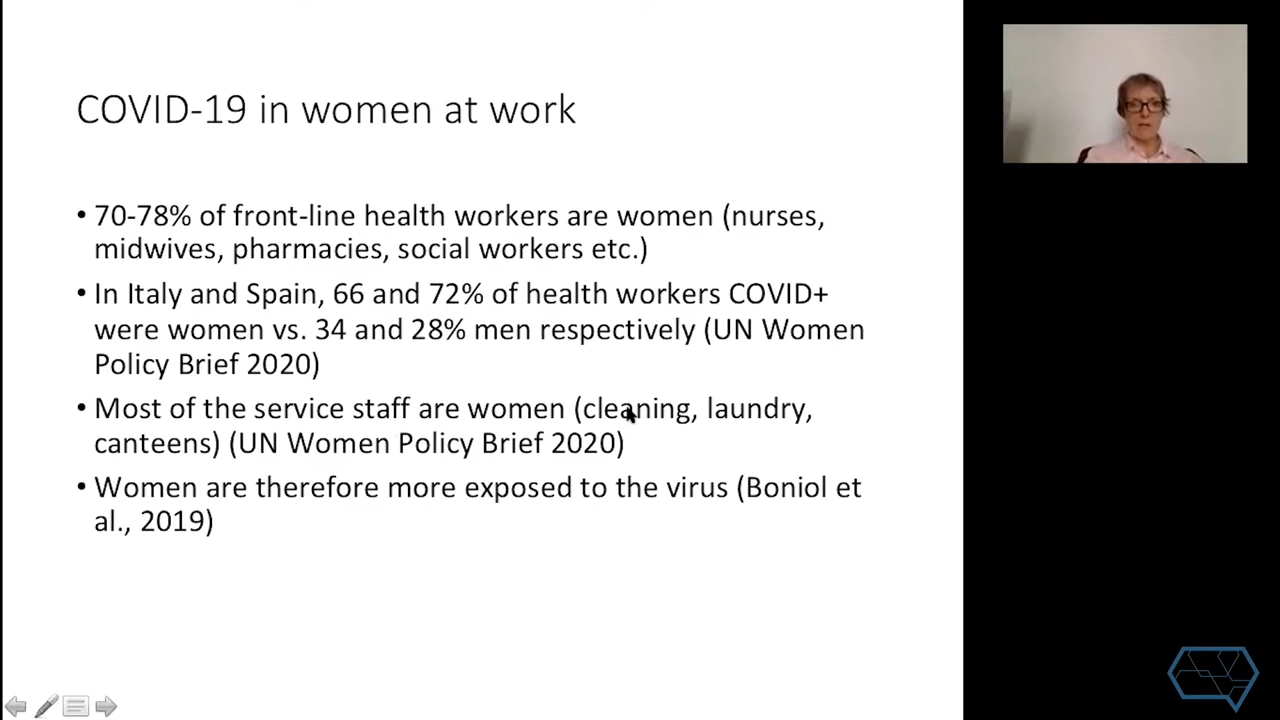 COVID-19 in women at work
• 70-78% of front-line health workers are women (nurses,
midwives, pharmacies, social workers etc.)
• In Italy and Spain, 66 and 72% of health workers COVID+
were women vs. 34 and 28% men respectively (UN Women
Policy Brief 2020)
• Most of the service staff are women (cleaning, laundry,
canteens) (UN Women Policy Brief 2020)
• Women are therefore more exposed to the virus (Boniol et
al., 2019)